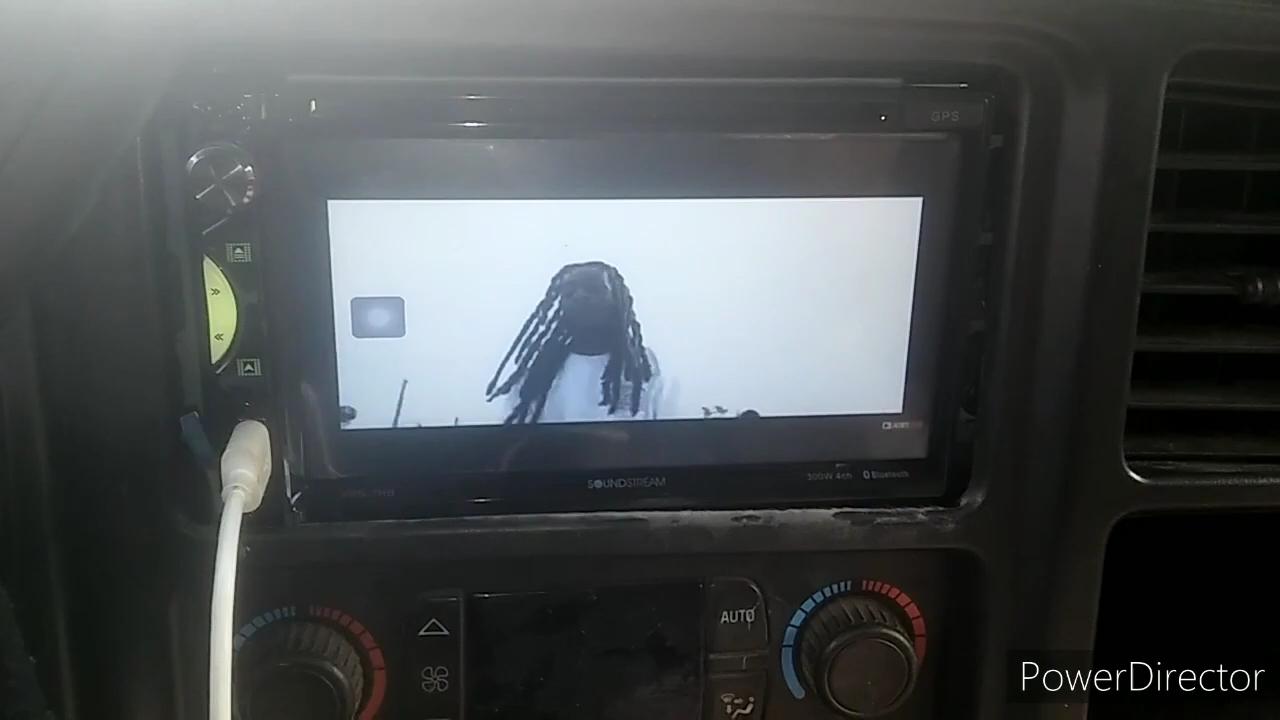 GPS
SOUNDSTREAM
300W 4ch Bluetooth
AUTO
PowerDirector